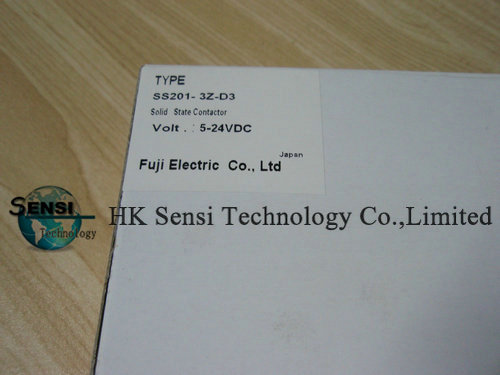 TYPE
SS201- 3Z-D3
Solid State Contactor
Volt . : 5-24VDC
Japan
Fuji Electric Co., Ltd
SENSI
Technology
HK Sensi Technology Co.,Limited